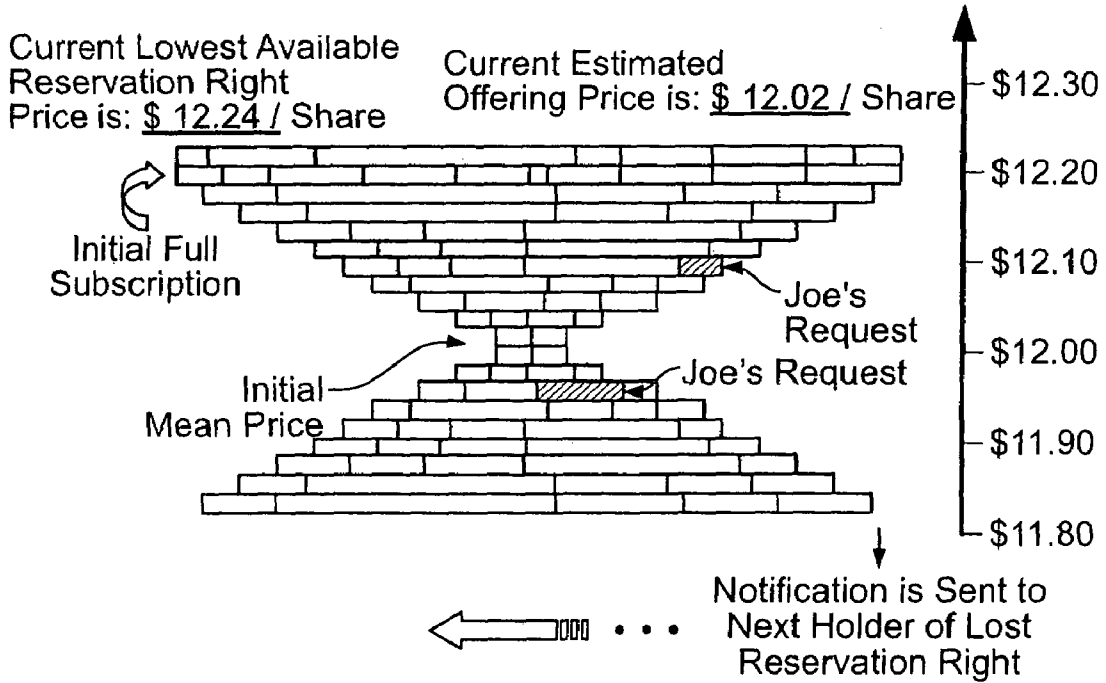 Current Lowest Available
Reservation Right
Price is: $ 12.24 / Share
Current Estimated
Offering Price is: $ 12.02 / Share
$12.30
$12.20
$12.10
$12.00
$11.90
$11.80
Initial Full
Subscription
Joe's
Request
Initial
Mean Price
Joe's Request
Notification is Sent to
Next Holder of Lost
Reservation Right